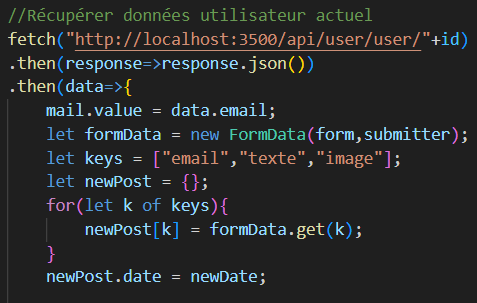 //Récupérer données utilisateur actuel
fetch("http://localhost:3500/api/user/user/"+id)
.then(response=>response.json())
.then(data=>{
    mail.value = data.email;
    let formData = new FormData(form,submitter);
    let keys = ["email","texte","image"];
    let newPost = {};
    for(let k of keys){
        newPost[k] = formData.get(k);
    }
    newPost.date = newDate;